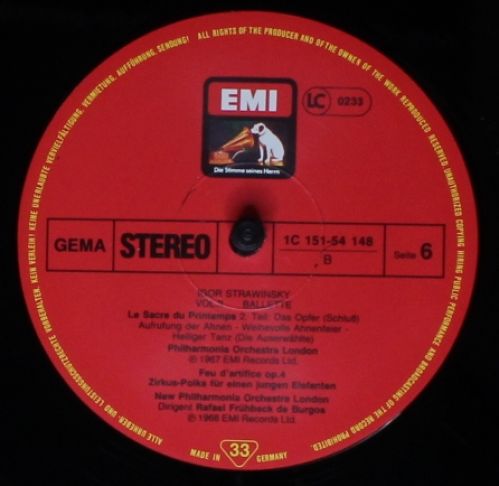 ALLE URHEBER- UND LEISTUNGSSCHUTZRECHTE VORBEHALTEN. KEIN VERLEIH! KEINE UNERLAUBTE VERVIELFÄLTIGUNG, VERMIETUNG, AUFFÜHRUNG, SENDUNG! ALL RIGHTS OF THE PRODUCER AND OF THE OWNER OF THE WORK REPRODUCED RESERVED. UNAUTHORIZED COPYING HIRING PUBLIC PERFORMANCE AND BROADCASTING OF THE RECORD PROHIBITED.
EMI
LC 0233
Die Stimme seines Herrn
GEMA STEREO 1C 151-54 148
B
Seite 6
IGOR STRAWINSKY
BALLETTE
Le Sacre du Printemps 2. Teil: Das Opfer (Schluß)
Aufrufung der Ahnen - Weihevolle Ahnenfeier -
Heiliger Tanz (Die Auserwählte)
Philharmonia Orchestra London
℗ 1967 EMI Records Ltd.
Feu d'artifice op.4
Zirkus-Polka für einen jungen Elefanten
New Philharmonia Orchestra London
Dirigent Rafael Frühbeck de Burgos
℗ 1968 EMI Records Ltd.
MADE IN 33 GERMANY